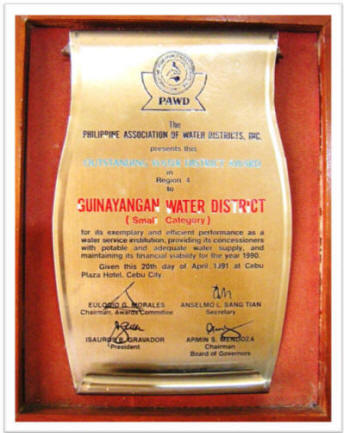 PAWD
The
PHILIPPINE ASSOCIATION OF WATER DISTRICTS, INC.
presents this
OUTSTANDING WATER DISTRICT AWARD
in
Region 4
to
GUINAYANGAN WATER DISTRICT
( Small Category )
for its exemplary and efficient performance as a
water service institution, providing its concessioners
with potable and adequate water supply, and
maintaining its financial viability for the year 1990.
Given this 20th day of April 1991 at Cebu
Plaza Hotel, Cebu City.
EULOGIO G. MORALES
Chairman, Awards Committee
ANSELMO L. SANG TIAN
Secretary
ISAUROS GRAVADOR
President
ARMIN S. MENDOZA
Chairman
Board of Governors